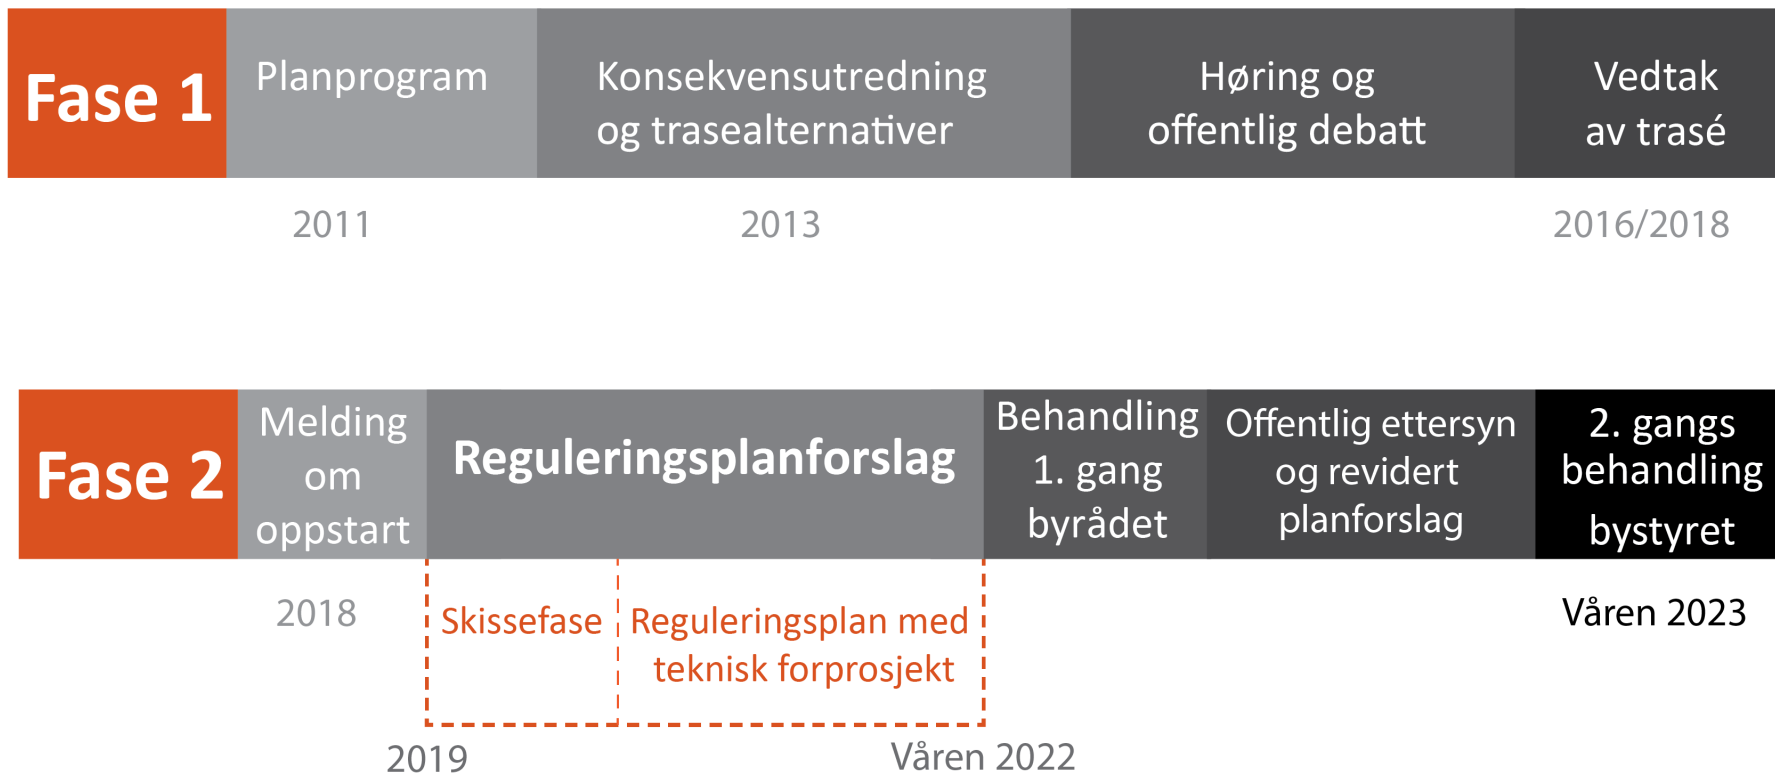 Fase 1
Planprogram
Konsekvensutredning
og trasealternativer
Høring og
offentlig debatt
Vedtak
av trasé
2011
2013
2016/2018
Fase 2
Melding
om
oppstart
Reguleringsplanforslag
Behandling
1. gang
byrådet
Offentlig ettersyn
og revidert
planforslag
2. gangs
behandling
bystyret
2018
Skissefase
Reguleringsplan med
teknisk forprosjekt
Våren 2023
2019
Våren 2022